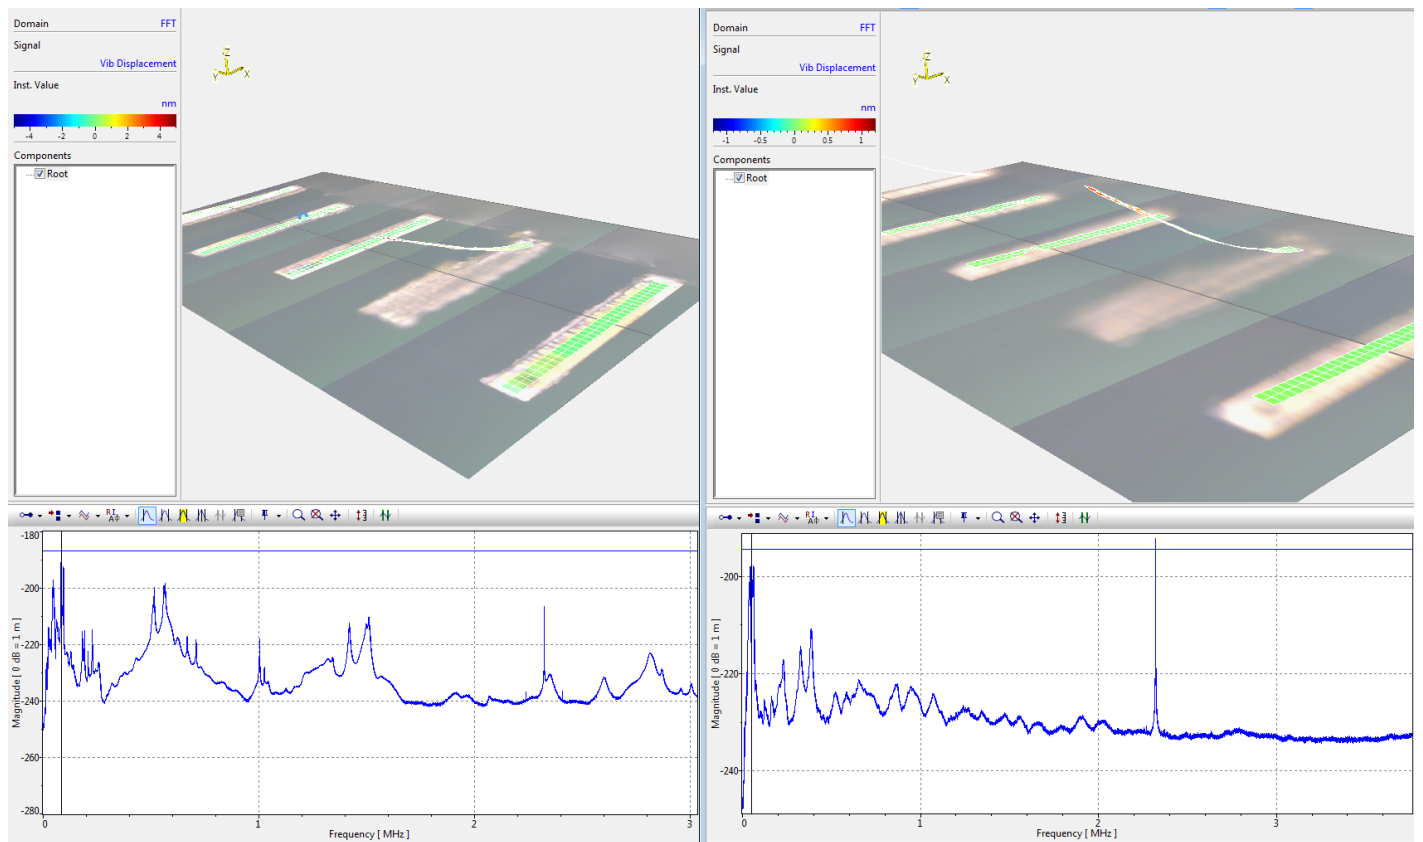 Domain FFT
Signal
Vib Displacement
Inst. Value
nm
-4 -2 0 2 4
Components
Root
Z
Y X
-180
-200
-220
-240
-260
-280
Magnitude [ 0 dB = 1 m ]
0 1 2 3
Frequency [ MHz ]
Domain FFT
Signal
Vib Displacement
Inst. Value
nm
-1 -0.5 0 0.5 1
Components
Root
Z
Y X
-200
-220
-240
Magnitude [ 0 dB = 1 m ]
0 1 2 3
Frequency [ MHz ]